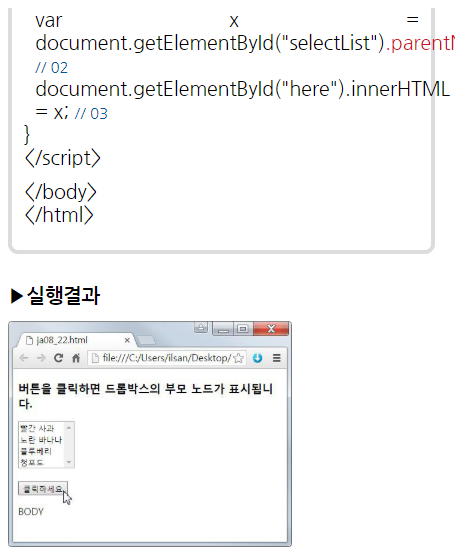 var x =
document.getElementById("selectList").parentN
// 02
document.getElementById("here").innerHTML
= x; // 03
}
</script>
</body>
</html>
▶실행결과
ja08_22.html
file:///C:/Users/ilsan/Desktop/
버튼을 클릭하면 드롭박스의 부모 노드가 표시됩니
다.
빨간 사과
노란 바나나
블루베리
청포도
클릭하세요
BODY